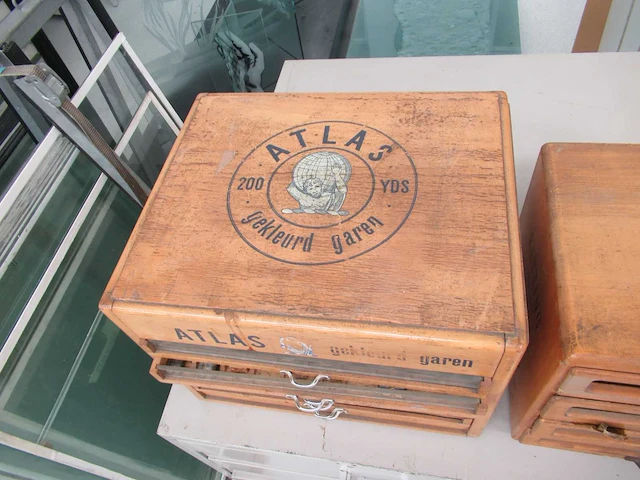 ATLAS
200 YDS
gekleurd garen
ATLAS gekleurd garen